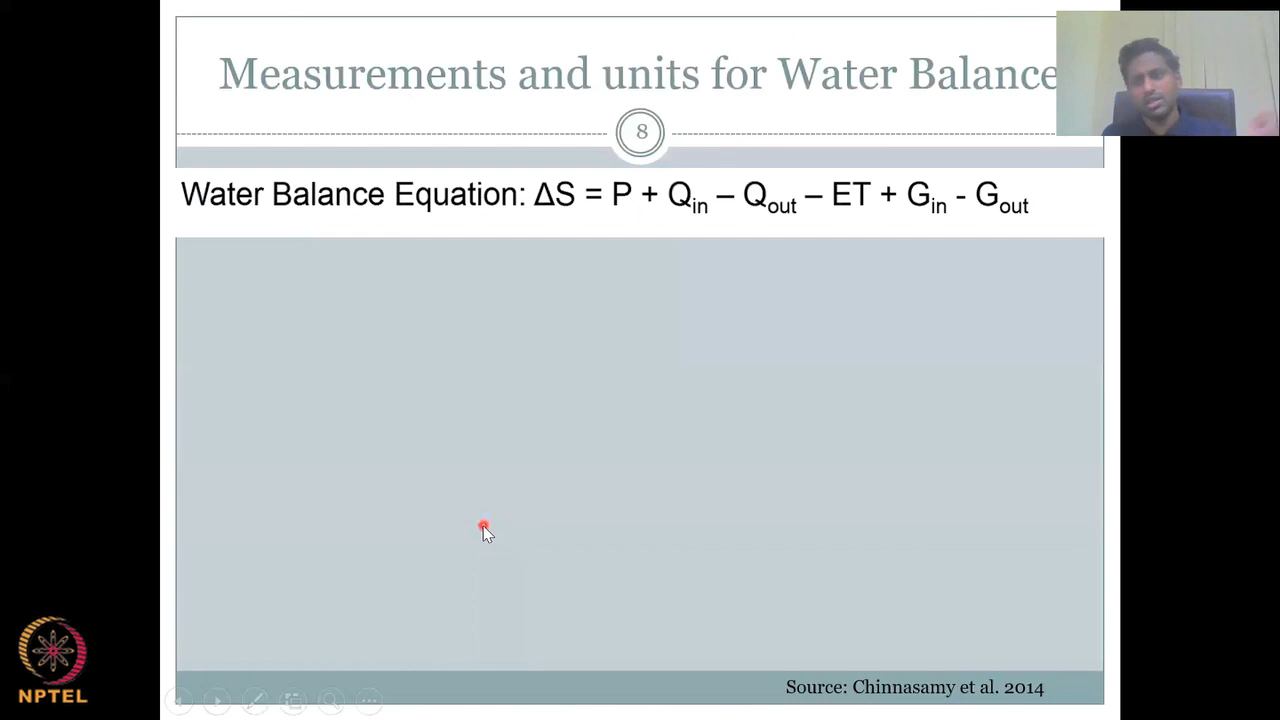 Measurements and units for Water Balance
8
Water Balance Equation: ΔS = P + Qin – Qout – ET + Gin - Gout
Source: Chinnasamy et al. 2014
NPTEL